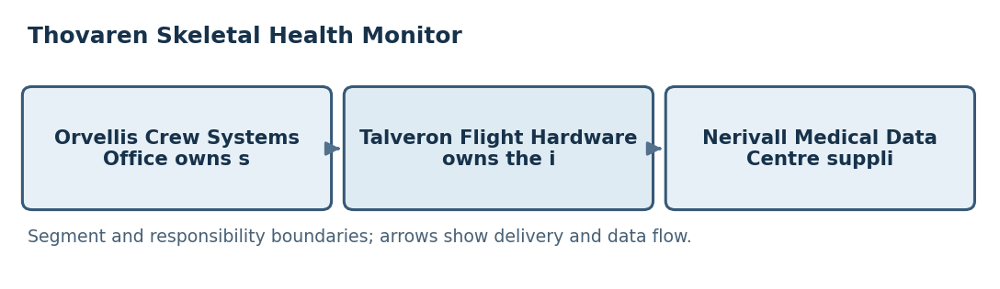 Thovaren Skeletal Health Monitor
Orvellis Crew Systems
Office owns s
Talveron Flight Hardware
owns the i
Nerivall Medical Data
Centre suppli
Segment and responsibility boundaries; arrows show delivery and data flow.